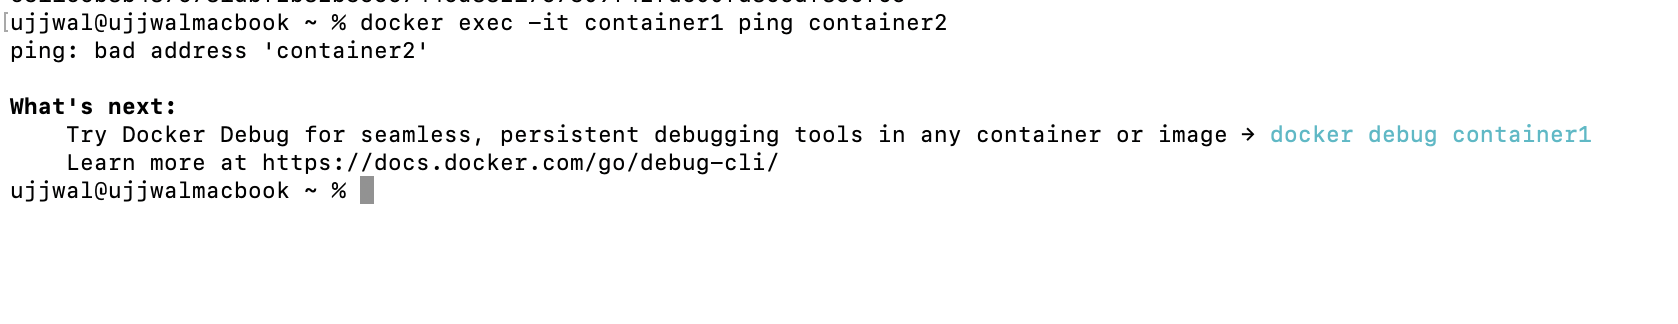 ujjwal@ujjwalmacbook ~ % docker exec -it container1 ping container2
ping: bad address 'container2'
What's next:
Try Docker Debug for seamless, persistent debugging tools in any container or image → docker debug container1
Learn more at https://docs.docker.com/go/debug-cli/
ujjwal@ujjwalmacbook ~ %